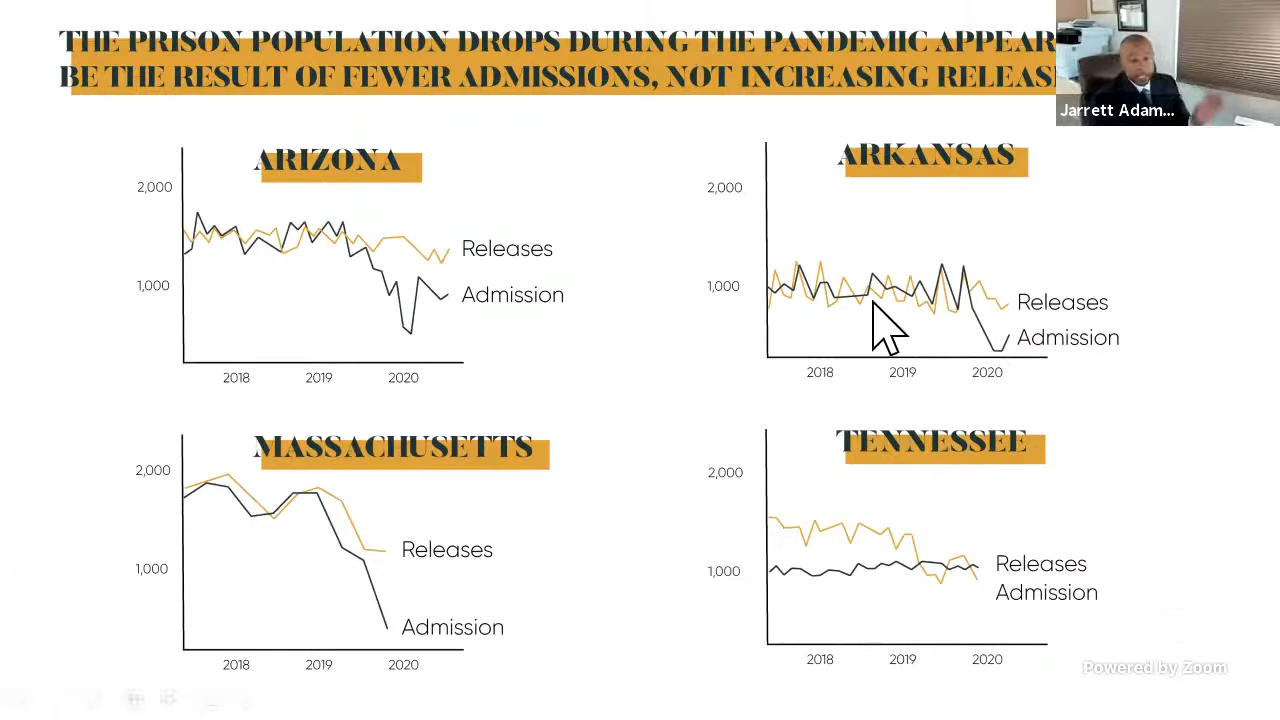 THE PRISON POPULATION DROPS DURING THE PANDEMIC APPEAR
BE THE RESULT OF FEWER ADMISSIONS, NOT INCREASING RELEAS
Jarrett Adam...
ARIZONA
2,000
1,000
Releases
Admission
2018 2019 2020
ARKANSAS
2,000
1,000
Releases
Admission
2018 2019 2020
MASSACHUSETTS
2,000
1,000
Releases
Admission
2018 2019 2020
TENNESSEE
2,000
1,000
Releases
Admission
2018 2019 2020
Powered by Zoom